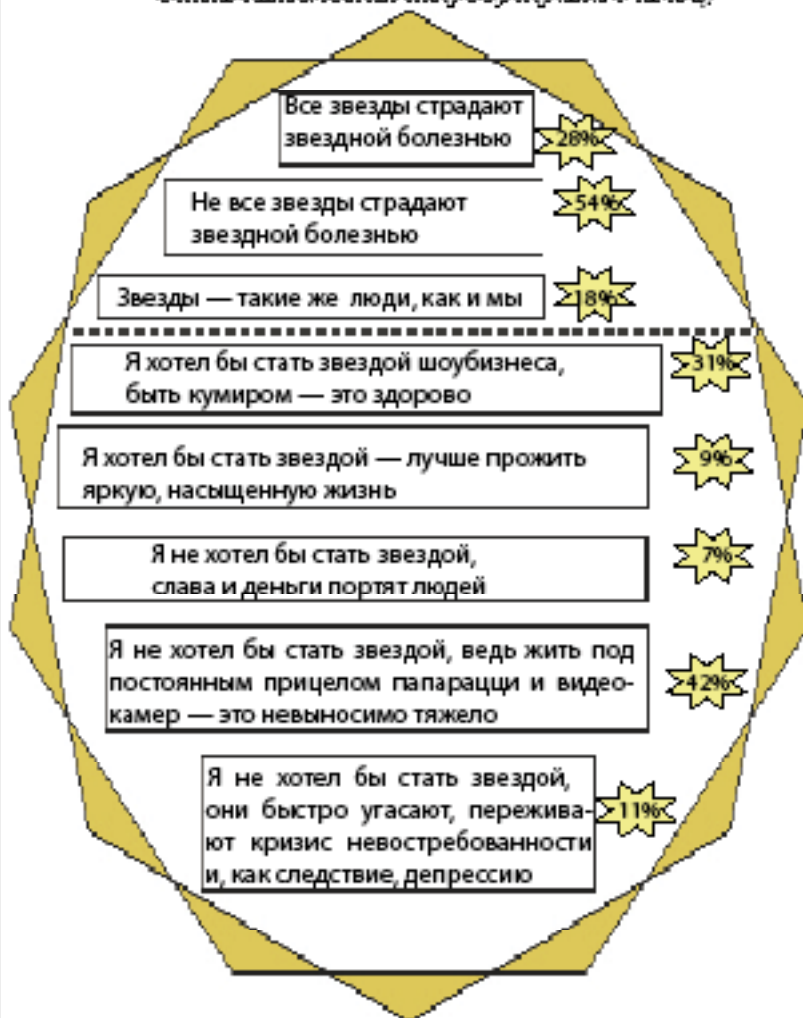 Все звезды страдают
звездной болезнью
28%
Не все звезды страдают
звездной болезнью
54%
Звезды — такие же люди, как и мы
18%
Я хотел бы стать звездой шоубизнеса,
быть кумиром — это здорово
31%
Я хотел бы стать звездой — лучше прожить
яркую, насыщенную жизнь
9%
Я не хотел бы стать звездой,
слава и деньги портят людей
7%
Я не хотел бы стать звездой, ведь жить под
постоянным прицелом папарацци и видео-
камер — это невыносимо тяжело
42%
Я не хотел бы стать звездой,
они быстро угасают, пережива-
ют кризис невостребованности
и, как следствие, депрессию
11%